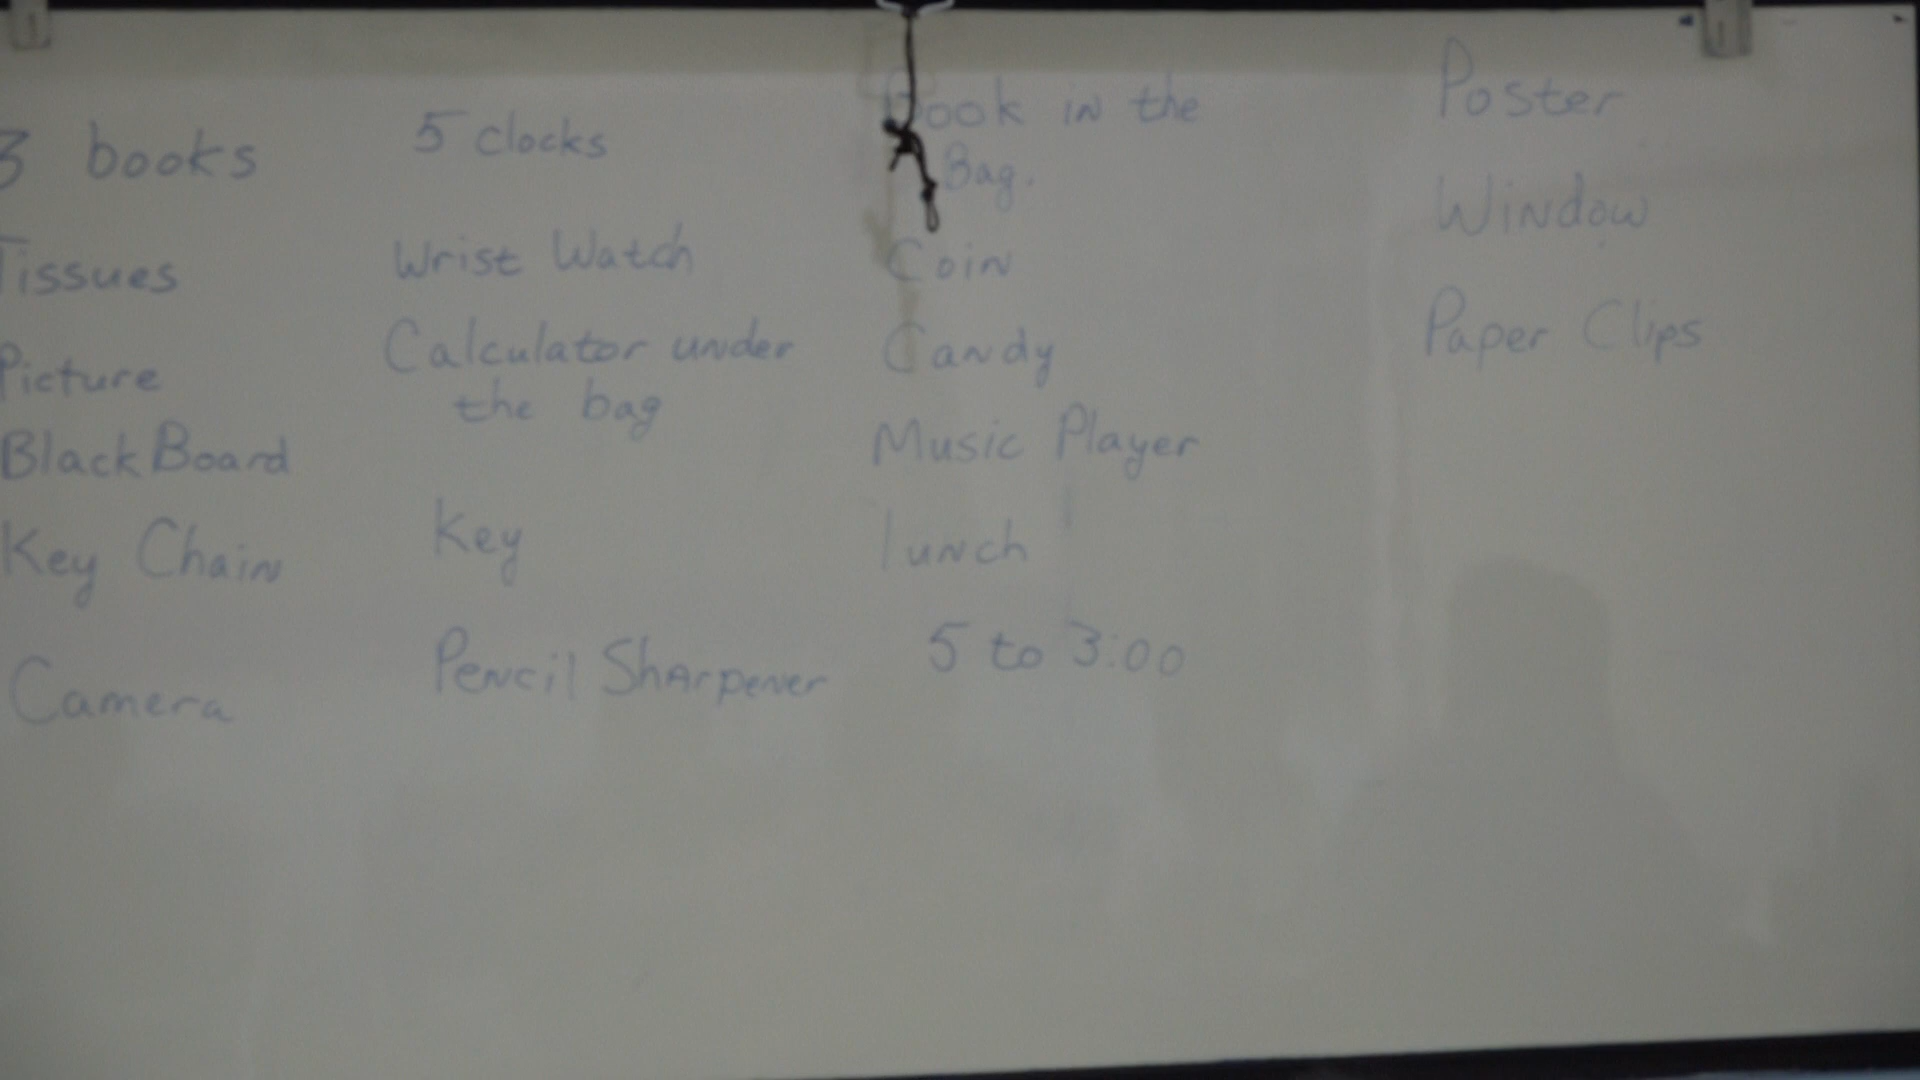 3 books
Tissues
Picture
BlackBoard
Key Chain
Camera
5 clocks
Wrist Watch
Calculator under
the bag
Key
Pencil Sharpener
Book in the
Bag.
Coin
Candy
Music Player
lunch
5 to 3:00
Poster
Window
Paper Clips